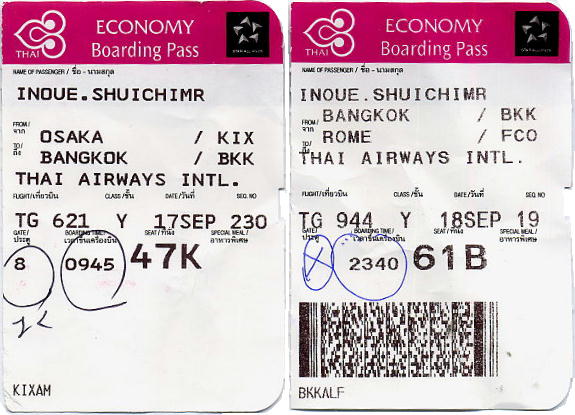 THAI
ECONOMY
Boarding Pass
STAR ALLIANCE
NAME OF PASSENGER / ชื่อ - นามสกุล
INOUE.SHUICHIMR
FROM / จาก
OSAKA / KIX
TO / ถึง
BANGKOK / BKK
THAI AIRWAYS INTL.
FLIGHT/เที่ยวบิน CLASS/ชั้น DATE/วันที่ SEQ. NO
TG 621 Y 17SEP 230
GATE/ ประตู BOARDING TIME/ เวลาขึ้นเครื่องบิน SEAT/ที่นั่ง SPECIAL MEAL/ อาหารพิเศษ
8 0945 47K
KIXAM
THAI
ECONOMY
Boarding Pass
STAR ALLIANCE
NAME OF PASSENGER / ชื่อ - นามสกุล
INOUE.SHUICHIMR
FROM / จาก
BANGKOK / BKK
TO / ถึง
ROME / FCO
THAI AIRWAYS INTL.
FLIGHT/เที่ยวบิน CLASS/ชั้น DATE/วันที่ SEQ. NO
TG 944 Y 18SEP 19
GATE/ ประตู BOARDING TIME/ เวลาขึ้นเครื่องบิน SEAT/ที่นั่ง SPECIAL MEAL/ อาหารพิเศษ
2340 61B
BKKALF